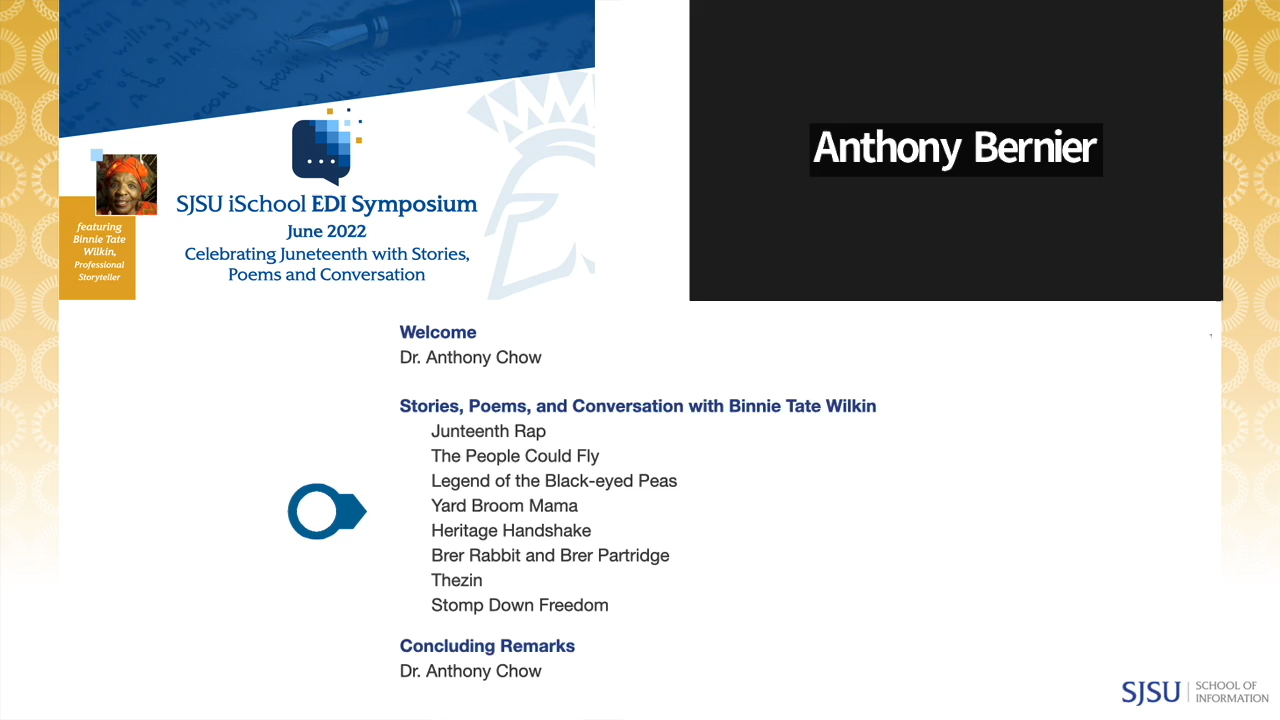 featuring
Binnie Tate
Wilkin,
Professional
Storyteller
SJSU iSchool EDI Symposium
June 2022
Celebrating Juneteenth with Stories,
Poems and Conversation
Anthony Bernier
Welcome
Dr. Anthony Chow
Stories, Poems, and Conversation with Binnie Tate Wilkin
Junteenth Rap
The People Could Fly
Legend of the Black-eyed Peas
Yard Broom Mama
Heritage Handshake
Brer Rabbit and Brer Partridge
Thezin
Stomp Down Freedom
Concluding Remarks
Dr. Anthony Chow
SJSU
SCHOOL OF
INFORMATION